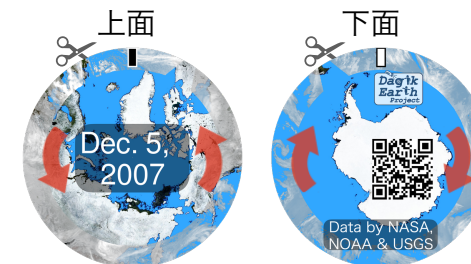 上面
下面
Dec. 5,
2007
Dagik
Earth
Project
Data by NASA,
NOAA & USGS